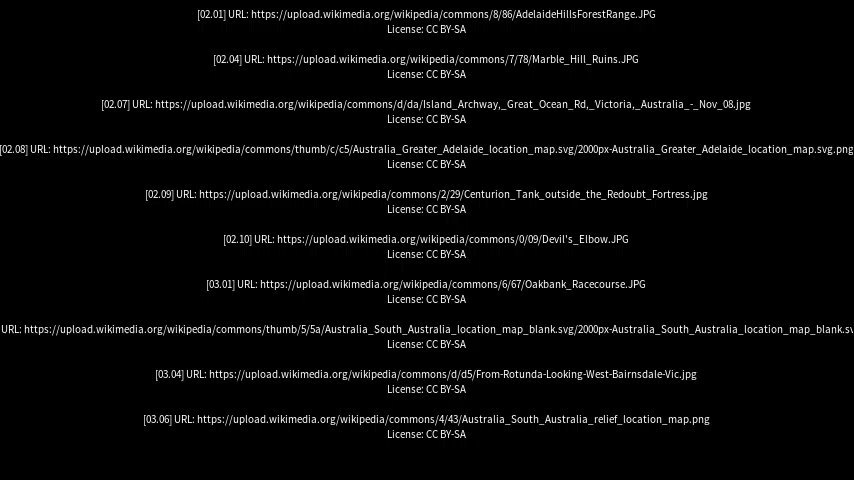 [02.01] URL: https://upload.wikimedia.org/wikipedia/commons/8/86/AdelaideHillsForestRange.JPG
License: CC BY-SA
[02.04] URL: https://upload.wikimedia.org/wikipedia/commons/7/78/Marble_Hill_Ruins.JPG
License: CC BY-SA
[02.07] URL: https://upload.wikimedia.org/wikipedia/commons/d/da/Island_Archway,_Great_Ocean_Rd,_Victoria,_Australia_-_Nov_08.jpg
License: CC BY-SA
[02.08] URL: https://upload.wikimedia.org/wikipedia/commons/thumb/c/c5/Australia_Greater_Adelaide_location_map.svg/2000px-Australia_Greater_Adelaide_location_map.svg.png
License: CC BY-SA
[02.09] URL: https://upload.wikimedia.org/wikipedia/commons/2/29/Centurion_Tank_outside_the_Redoubt_Fortress.jpg
License: CC BY-SA
[02.10] URL: https://upload.wikimedia.org/wikipedia/commons/0/09/Devil's_Elbow.JPG
License: CC BY-SA
[03.01] URL: https://upload.wikimedia.org/wikipedia/commons/6/67/Oakbank_Racecourse.JPG
License: CC BY-SA
URL: https://upload.wikimedia.org/wikipedia/commons/thumb/5/5a/Australia_South_Australia_location_map_blank.svg/2000px-Australia_South_Australia_location_map_blank.sv
License: CC BY-SA
[03.04] URL: https://upload.wikimedia.org/wikipedia/commons/d/d5/From-Rotunda-Looking-West-Bairnsdale-Vic.jpg
License: CC BY-SA
[03.06] URL: https://upload.wikimedia.org/wikipedia/commons/4/43/Australia_South_Australia_relief_location_map.png
License: CC BY-SA